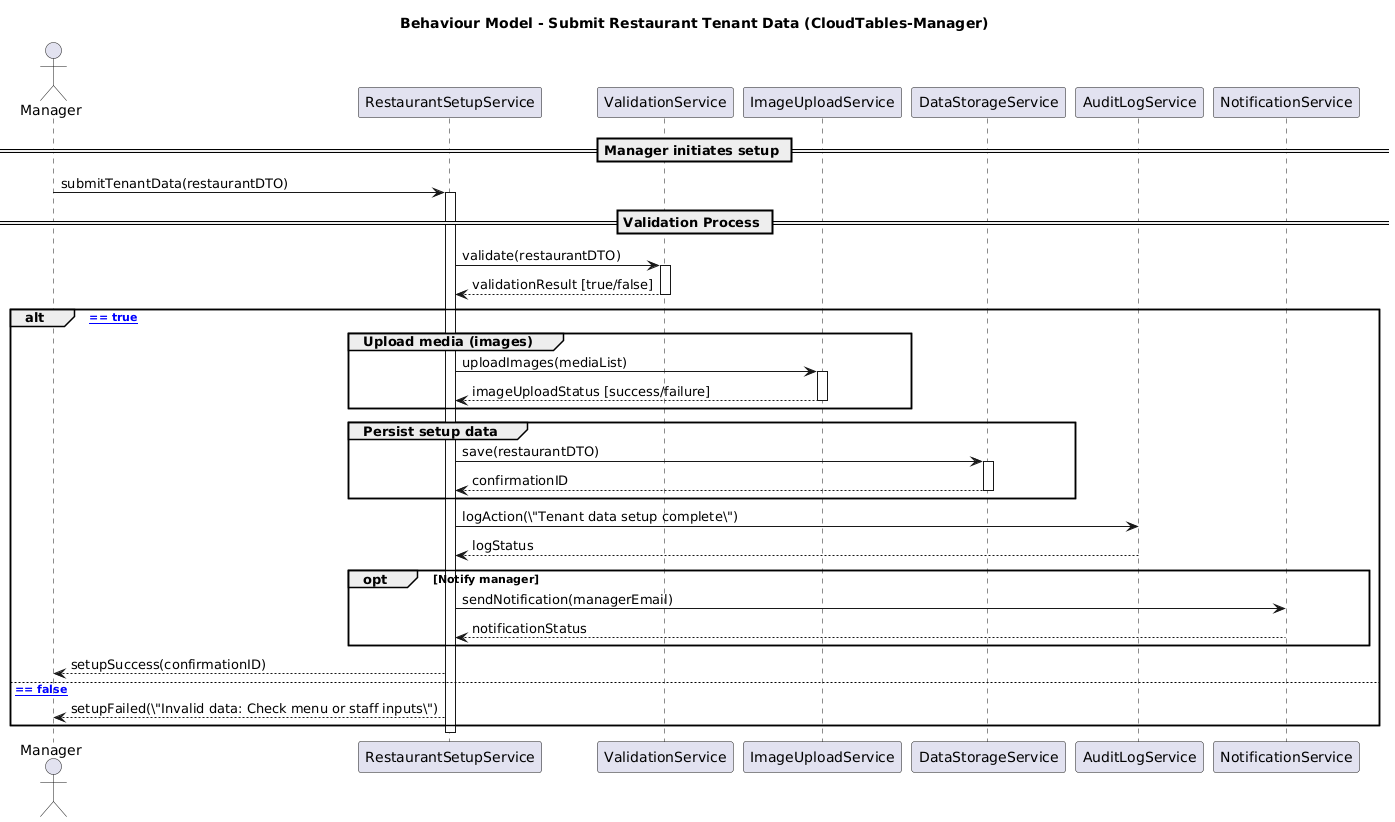 Behaviour Model - Submit Restaurant Tenant Data (CloudTables-Manager)
Manager
RestaurantSetupService
ValidationService
ImageUploadService
DataStorageService
AuditLogService
NotificationService
Manager initiates setup
submitTenantData(restaurantDTO)
Validation Process
validate(restaurantDTO)
validationResult [true/false]
alt
== true
Upload media (images)
uploadImages(mediaList)
imageUploadStatus [success/failure]
Persist setup data
save(restaurantDTO)
confirmationID
logAction(\"Tenant data setup complete\")
logStatus
opt
[Notify manager]
sendNotification(managerEmail)
notificationStatus
setupSuccess(confirmationID)
== false
setupFailed(\"Invalid data: Check menu or staff inputs\")
Manager
RestaurantSetupService
ValidationService
ImageUploadService
DataStorageService
AuditLogService
NotificationService